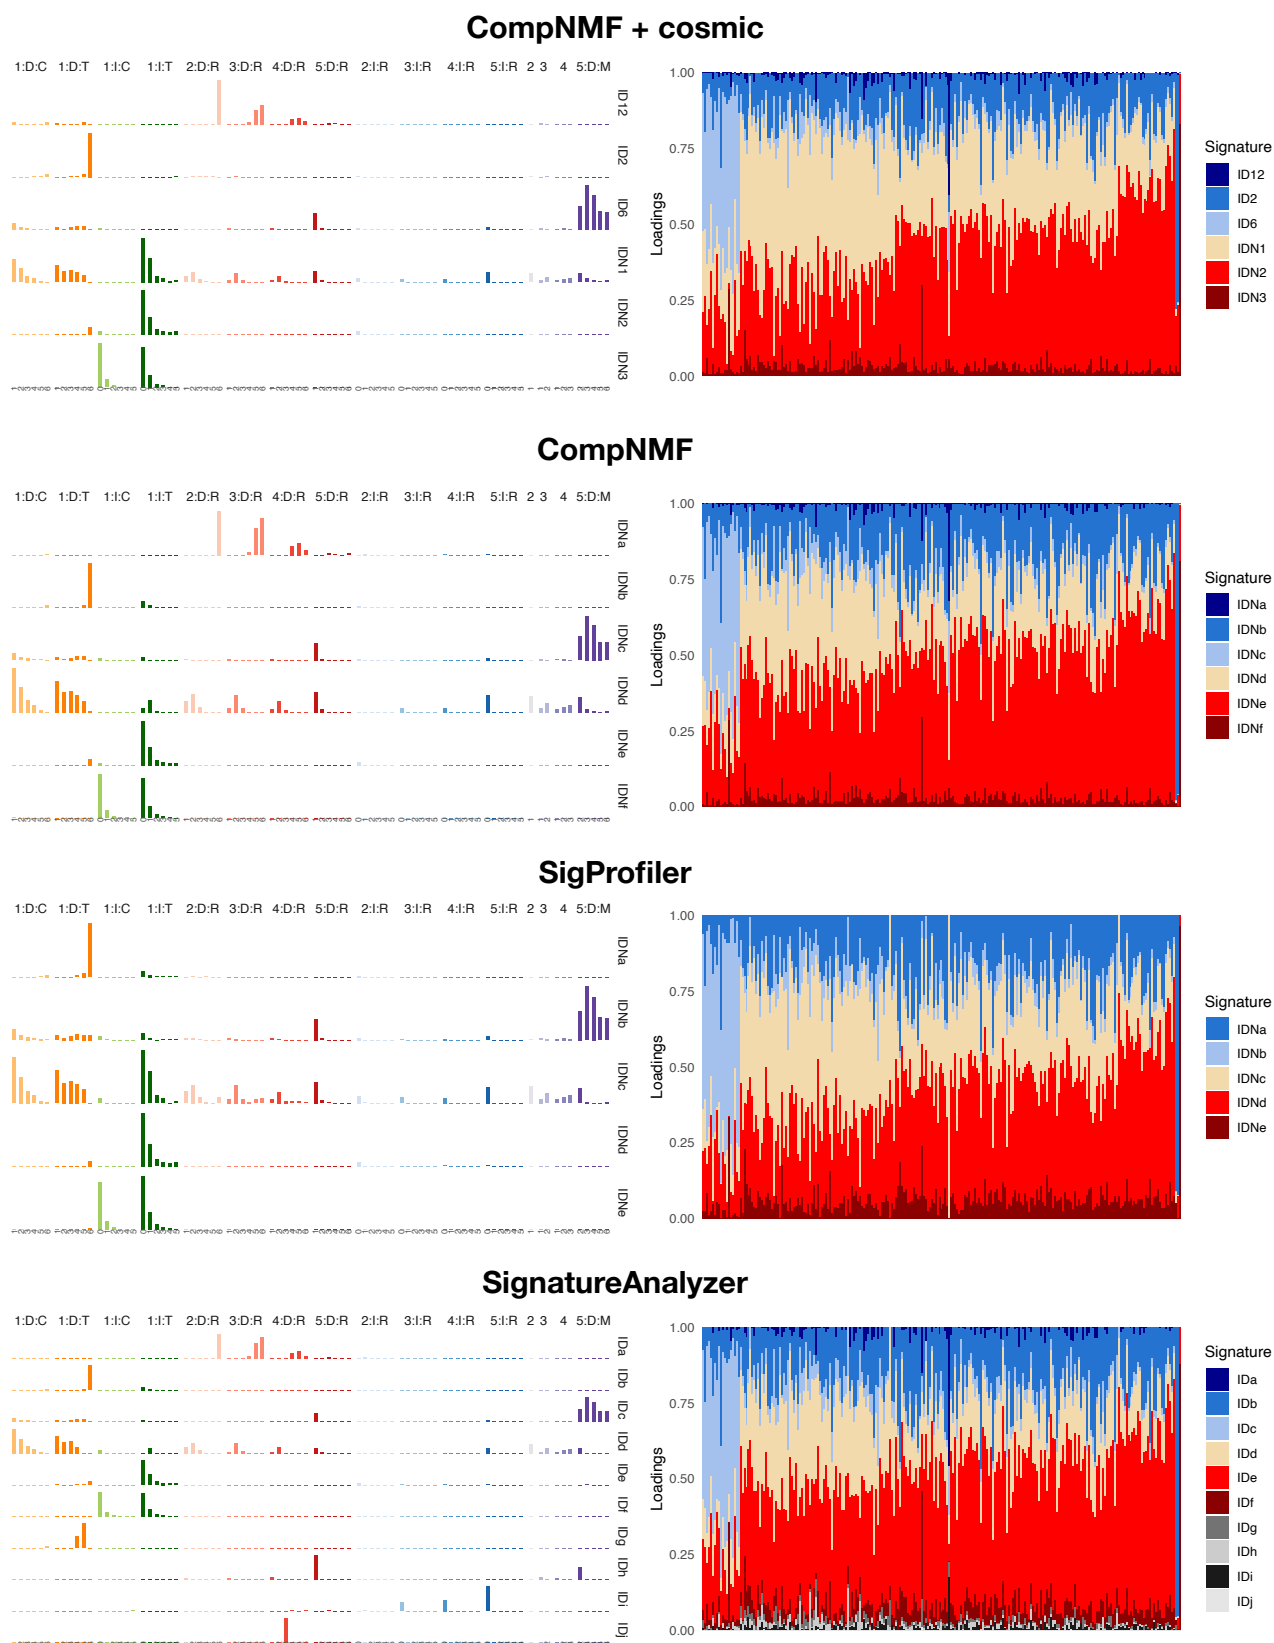 CompNMF + cosmic
1:D:C 1:D:T 1:I:C 1:I:T 2:D:R 3:D:R 4:D:R 5:D:R 2:I:R 3:I:R 4:I:R 5:I:R 2 3 4 5:D:M
ID12
ID2
ID6
IDN1
IDN2
IDN3
1.00
0.75
0.50
0.25
0.00
Loadings
Signature
ID12
ID2
ID6
IDN1
IDN2
IDN3
CompNMF
1:D:C 1:D:T 1:I:C 1:I:T 2:D:R 3:D:R 4:D:R 5:D:R 2:I:R 3:I:R 4:I:R 5:I:R 2 3 4 5:D:M
IDNa
IDNb
IDNc
IDNd
IDNe
IDNf
1.00
0.75
0.50
0.25
0.00
Loadings
Signature
IDNa
IDNb
IDNc
IDNd
IDNe
IDNf
SigProfiler
1:D:C 1:D:T 1:I:C 1:I:T 2:D:R 3:D:R 4:D:R 5:D:R 2:I:R 3:I:R 4:I:R 5:I:R 2 3 4 5:D:M
IDNa
IDNb
IDNc
IDNd
IDNe
1.00
0.75
0.50
0.25
0.00
Loadings
Signature
IDNa
IDNb
IDNc
IDNd
IDNe
SignatureAnalyzer
1:D:C 1:D:T 1:I:C 1:I:T 2:D:R 3:D:R 4:D:R 5:D:R 2:I:R 3:I:R 4:I:R 5:I:R 2 3 4 5:D:M
IDa
IDb
IDc
IDd
IDe
IDf
IDg
IDh
IDi
IDj
1.00
0.75
0.50
0.25
0.00
Loadings
Signature
IDa
IDb
IDc
IDd
IDe
IDf
IDg
IDh
IDi
IDj